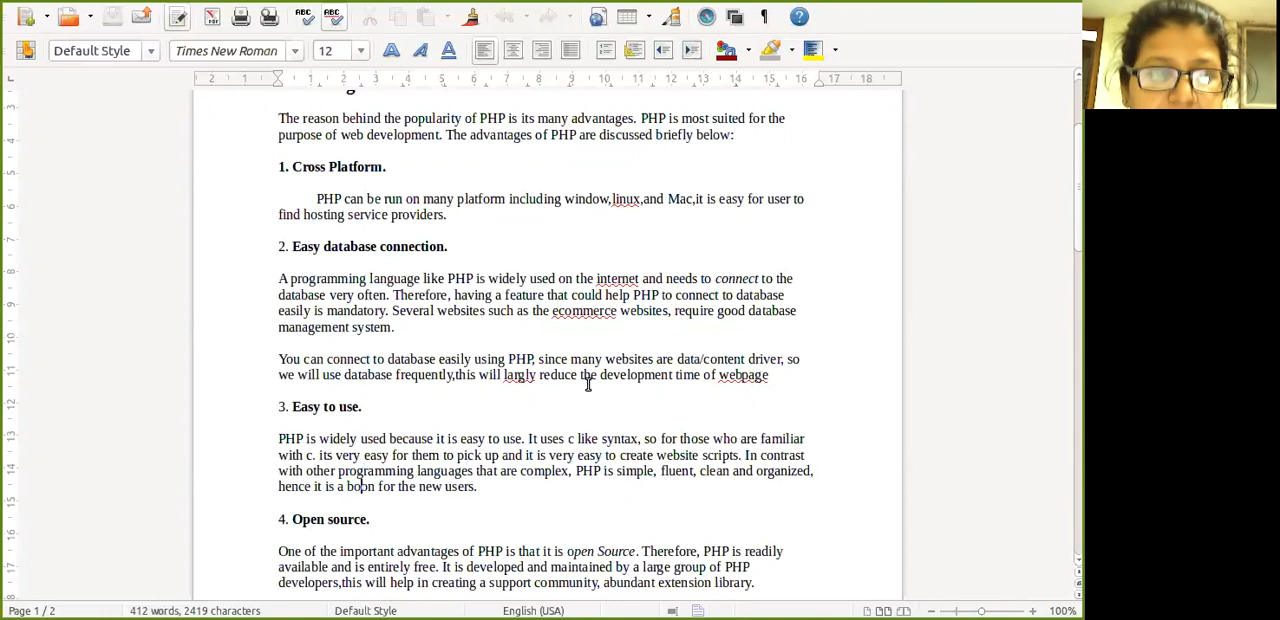 Default Style
Times New Roman
12
2 1 1 2 3 4 5 6 7 8 9 10 11 12 13 14 15 16 17 18
The reason behind the popularity of PHP is its many advantages. PHP is most suited for the
purpose of web development. The advantages of PHP are discussed briefly below:
1. Cross Platform.
PHP can be run on many platform including window,linux,and Mac,it is easy for user to
find hosting service providers.
2. Easy database connection.
A programming language like PHP is widely used on the internet and needs to connect to the
database very often. Therefore, having a feature that could help PHP to connect to database
easily is mandatory. Several websites such as the ecommerce websites, require good database
management system.
You can connect to database easily using PHP, since many websites are data/content driver, so
we will use database frequently,this will largly reduce the development time of webpage
3. Easy to use.
PHP is widely used because it is easy to use. It uses c like syntax, so for those who are familiar
with c. its very easy for them to pick up and it is very easy to create website scripts. In contrast
with other programming languages that are complex, PHP is simple, fluent, clean and organized,
hence it is a boon for the new users.
4. Open source.
One of the important advantages of PHP is that it is open Source. Therefore, PHP is readily
available and is entirely free. It is developed and maintained by a large group of PHP
developers,this will help in creating a support community, abundant extension library.
Page 1 / 2
412 words, 2419 characters
Default Style
English (USA)
100%